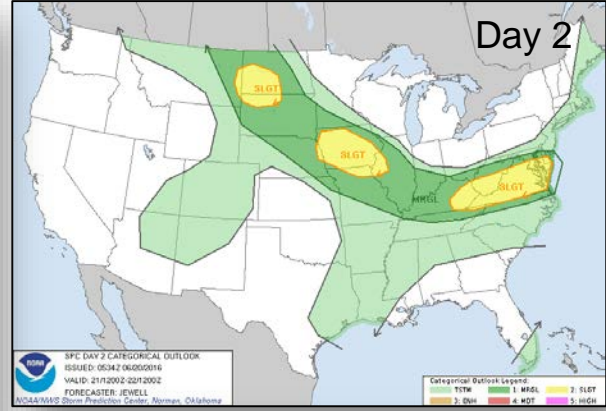 Day 2
SLGT
SLGT
SLGT
MRGL
SPC DAY 2 CATEGORICAL OUTLOOK
ISSUED: 0534Z 06/20/2016
VALID: 21/1200Z-22/1200Z
FORECASTER: JEWELL
NOAA/NWS Storm Prediction Center, Norman, Oklahoma
noaa
Categorical Outlook Legend:
TSTM 1: MRGL 2: SLGT
3: ENH 4: MDT 5: HIGH